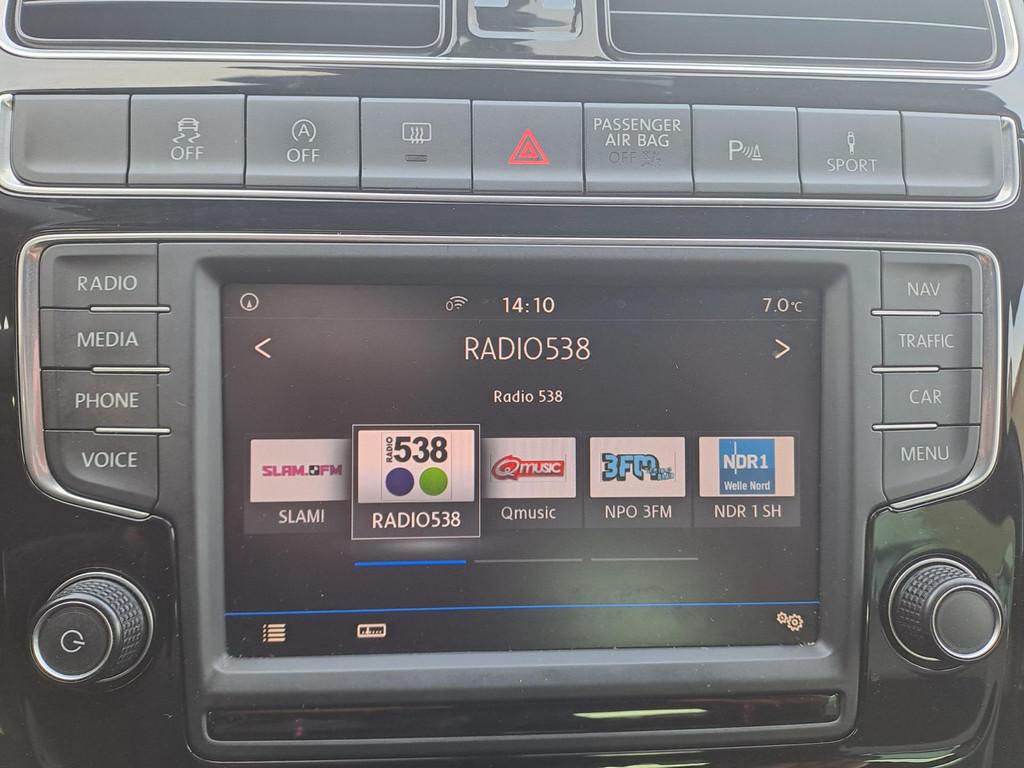 OFF
A
OFF
PASSENGER
AIR BAG
OFF
P
SPORT
RADIO
MEDIA
PHONE
VOICE
NAV
TRAFFIC
CAR
MENU
0
14:10
7.0°C
<
RADIO538
>
Radio 538
SLAM.FM
RADIO
538
Qmusic
3FM
NDR1
Welle Nord
SLAM!
RADIO538
Qmusic
NPO 3FM
NDR 1 SH